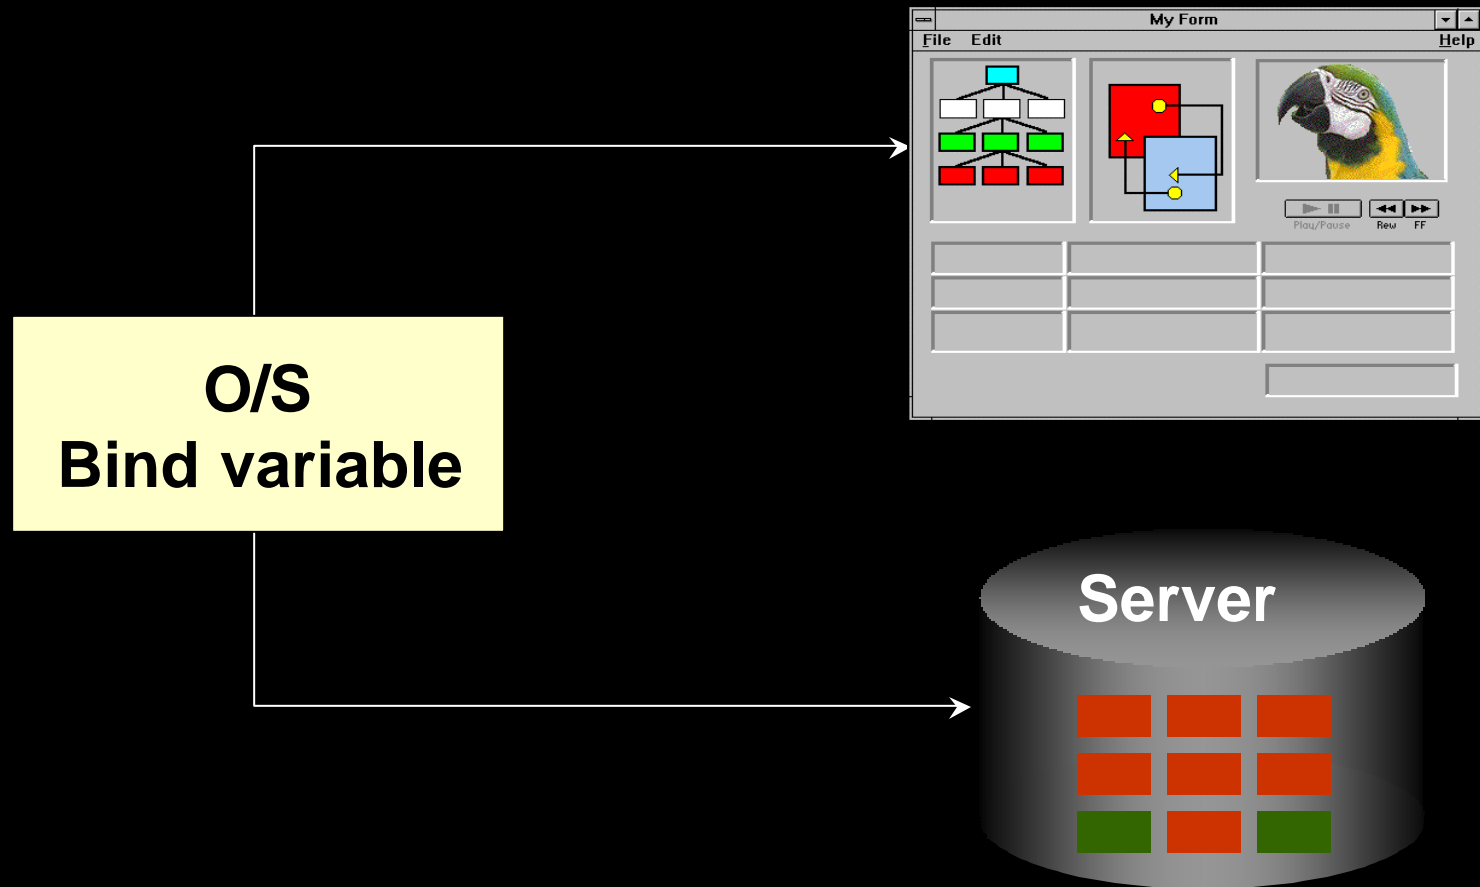 My Form
File Edit Help
Play/Pause Rew FF
O/S
Bind variable
Server